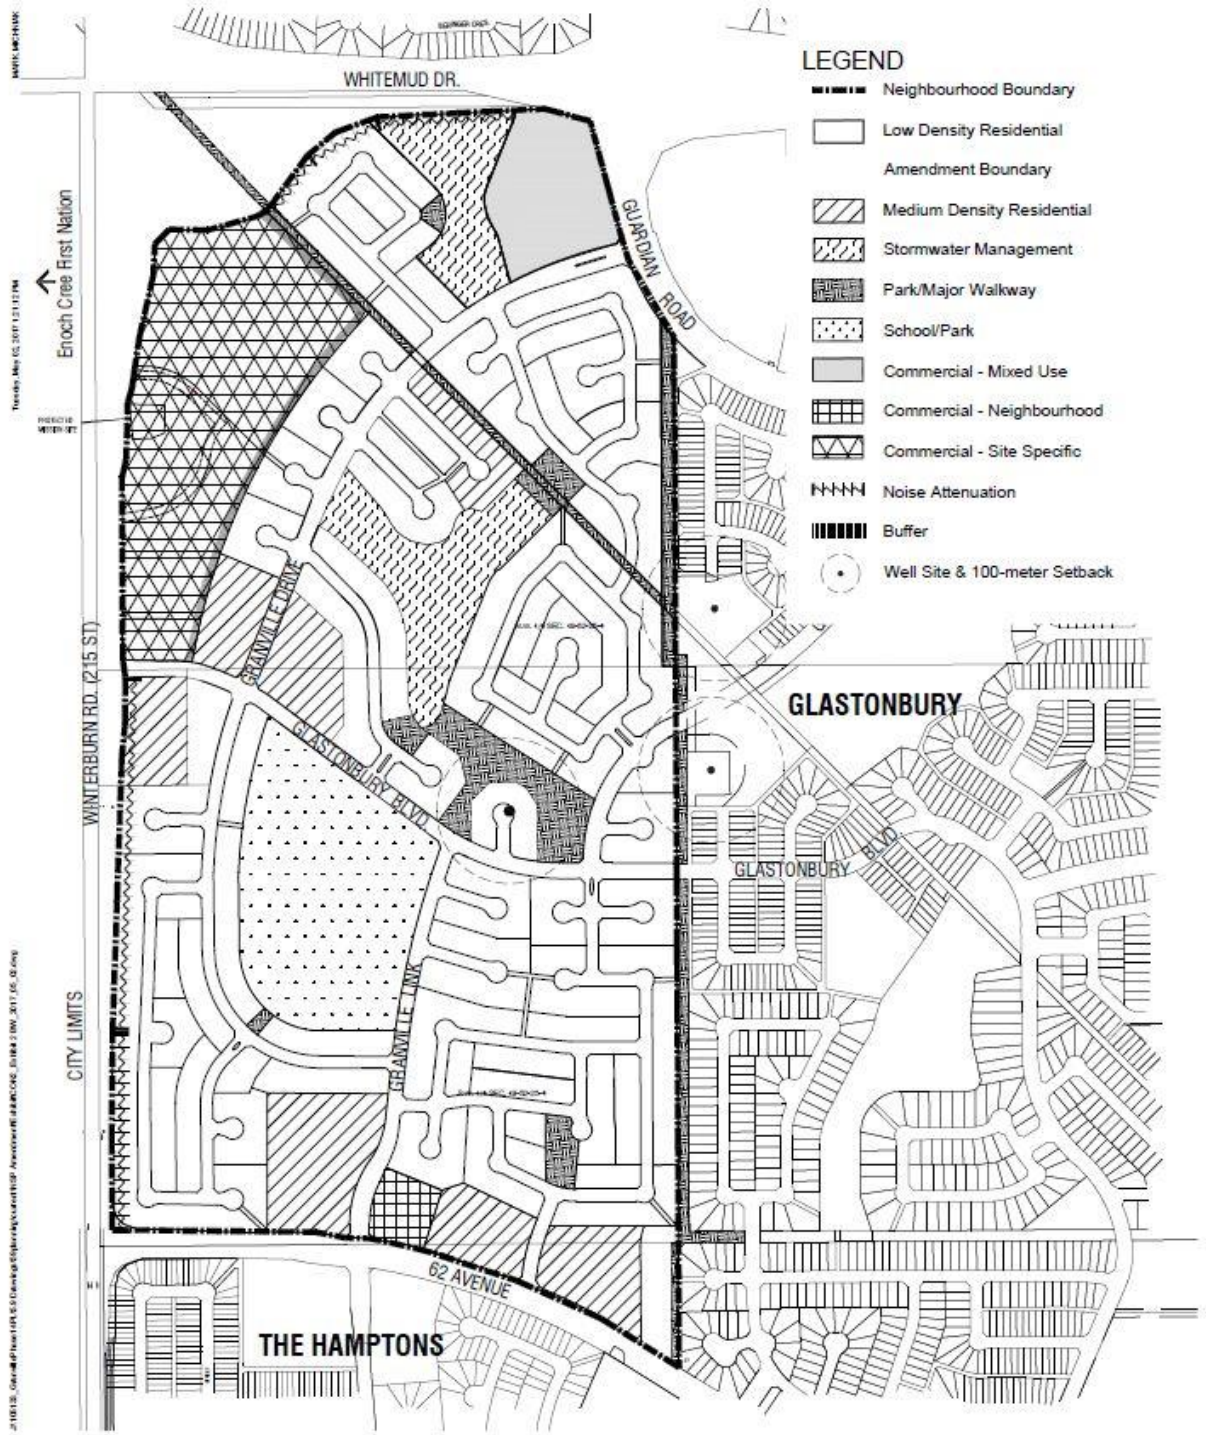 MARK.MICHNIAK
WHITEMUD DR.
LEGEND
Neighbourhood Boundary
Low Density Residential
Amendment Boundary
Medium Density Residential
Stormwater Management
Park/Major Walkway
School/Park
Commercial - Mixed Use
Commercial - Neighbourhood
Commercial - Site Specific
Noise Attenuation
Buffer
Well Site & 100-meter Setback
Enoch Cree First Nation
GUARDIAN ROAD
GRANVILLE DRIVE
WINTERBURN RD. (215 ST)
GLASTONBURY
GLASTONBURY BLVD
GLASTONBURY BLVD
GRANVILLE LINK
CITY LIMITS
62 AVENUE
THE HAMPTONS